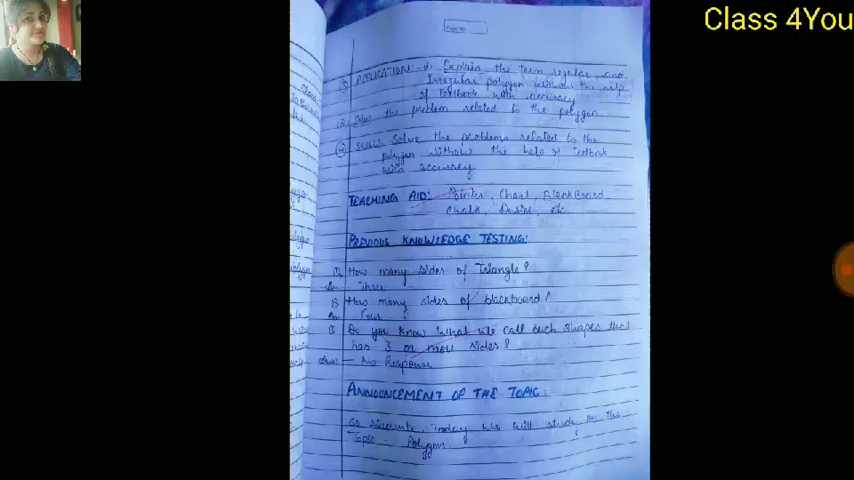 Class 4You
Page No.
③ APPLICATION:- ① Explain the term regular and
Irregular polygon without the help
of Textbook with accuracy
② Solve the problem related to the polygon
④ SKILL: Solve the problems related to the
polygon without the help of Textbook
with accuracy
TEACHING AID: Pointer, Chart, BlackBoard,
Chalk, Duster, etc
PREVIOUS KNOWLEDGE TESTING:
Q How many sides of Triangle?
An Three
Q How many sides of blackboard?
An Four
Q Do you know What we call such shapes that
has 3 or more sides?
Ans:— No Response
ANNOUNCEMENT OF THE TOPIC:
So Students, Today we will study on the
Topic Polygon.